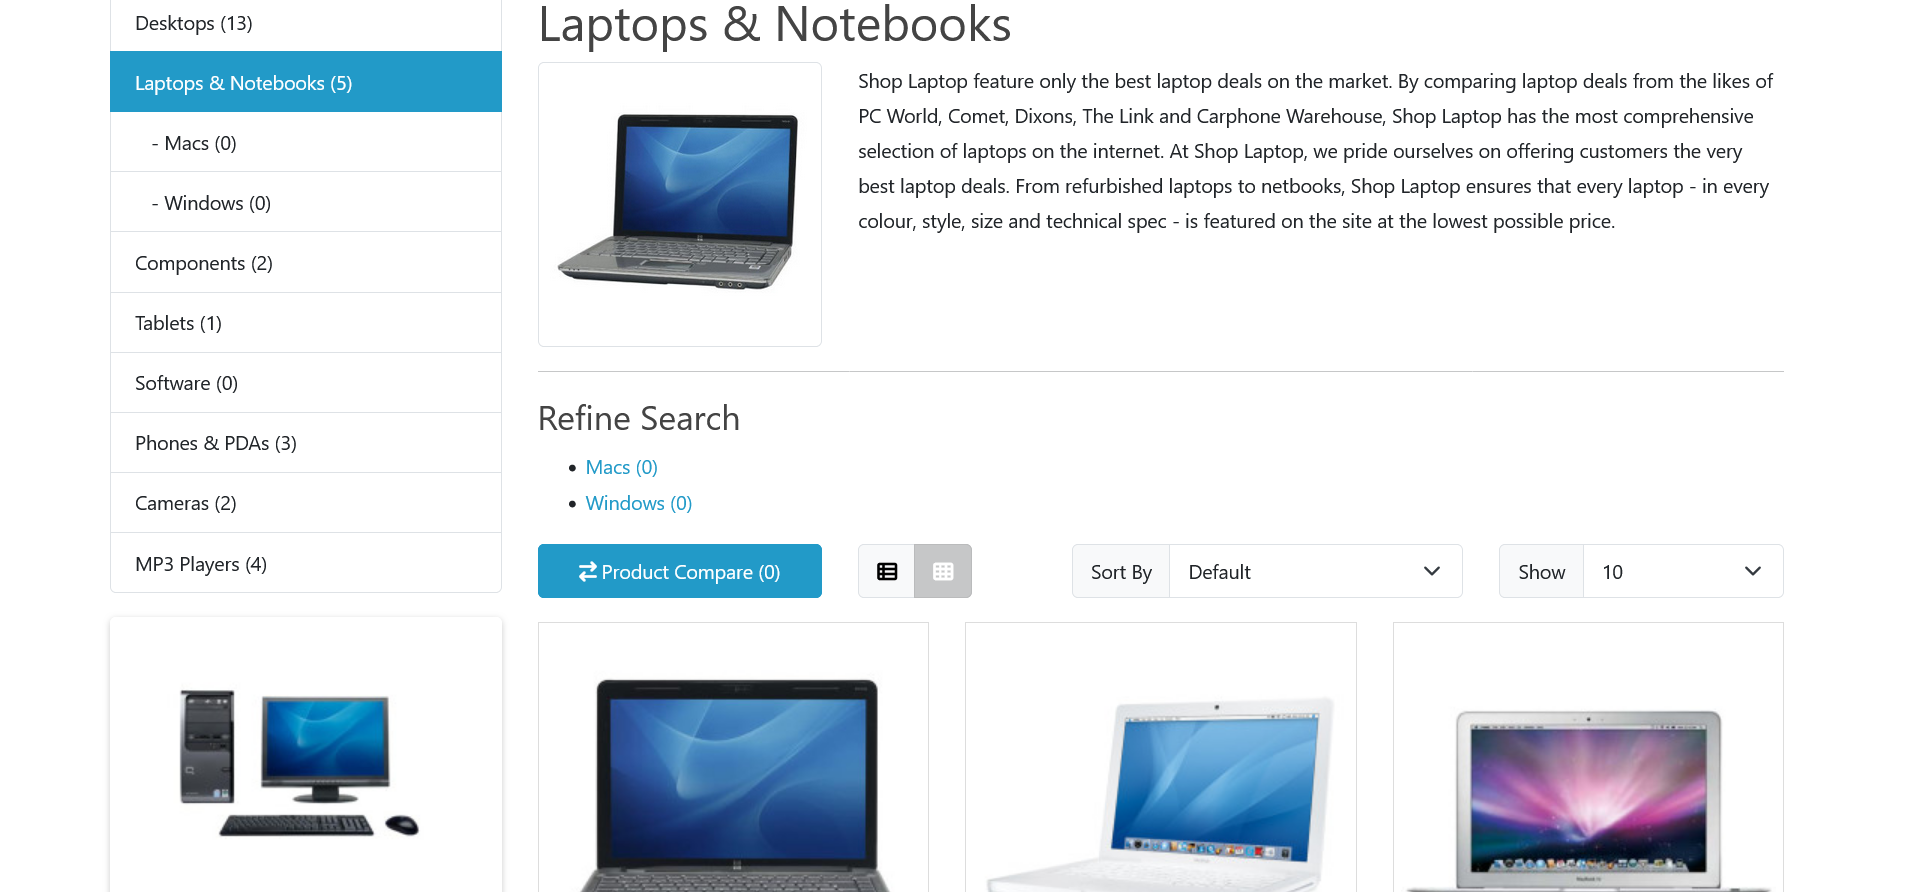 Desktops (13)
Laptops & Notebooks (5)
- Macs (0)
- Windows (0)
Components (2)
Tablets (1)
Software (0)
Phones & PDAs (3)
Cameras (2)
MP3 Players (4)
Laptops & Notebooks
Shop Laptop feature only the best laptop deals on the market. By comparing laptop deals from the likes of
PC World, Comet, Dixons, The Link and Carphone Warehouse, Shop Laptop has the most comprehensive
selection of laptops on the internet. At Shop Laptop, we pride ourselves on offering customers the very
best laptop deals. From refurbished laptops to netbooks, Shop Laptop ensures that every laptop - in every
colour, style, size and technical spec - is featured on the site at the lowest possible price.
Refine Search
• Macs (0)
• Windows (0)
Product Compare (0)
Sort By Default
Show 10